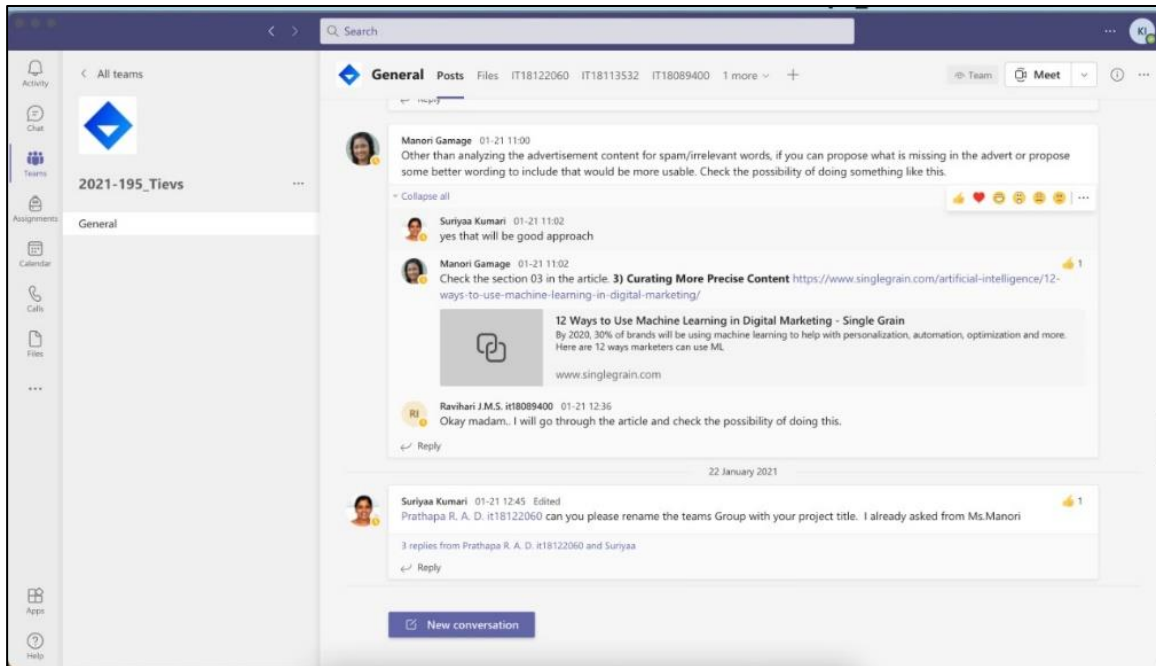 Search
KI
Activity
Chat
Teams
Assignments
Calendar
Calls
Files
Apps
Help
All teams
2021-195_Tievs
General
General Posts Files IT18122060 IT18113532 IT18089400 1 more
Team
Meet
Reply
Manori Gamage 01-21 11:00
Other than analyzing the advertisement content for spam/irrelevant words, if you can propose what is missing in the advert or propose
some better wording to include that would be more usable. Check the possibility of doing something like this.
Collapse all
Suriyaa Kumari 01-21 11:02
yes that will be good approach
Manori Gamage 01-21 11:02
1
Check the section 03 in the article. 3) Curating More Precise Content https://www.singlegrain.com/artificial-intelligence/12-
ways-to-use-machine-learning-in-digital-marketing/
12 Ways to Use Machine Learning in Digital Marketing - Single Grain
By 2020, 30% of brands will be using machine learning to help with personalization, automation, optimization and more.
Here are 12 ways marketers can use ML
www.singlegrain.com
RI
Ravihari J.M.S. it18089400 01-21 12:36
Okay madam.. I will go through the article and check the possibility of doing this.
Reply
22 January 2021
Suriyaa Kumari 01-21 12:45 Edited
1
Prathapa R. A. D. it18122060 can you please rename the teams Group with your project title. I already asked from Ms.Manori
3 replies from Prathapa R. A. D. it18122060 and Suriyaa
Reply
New conversation